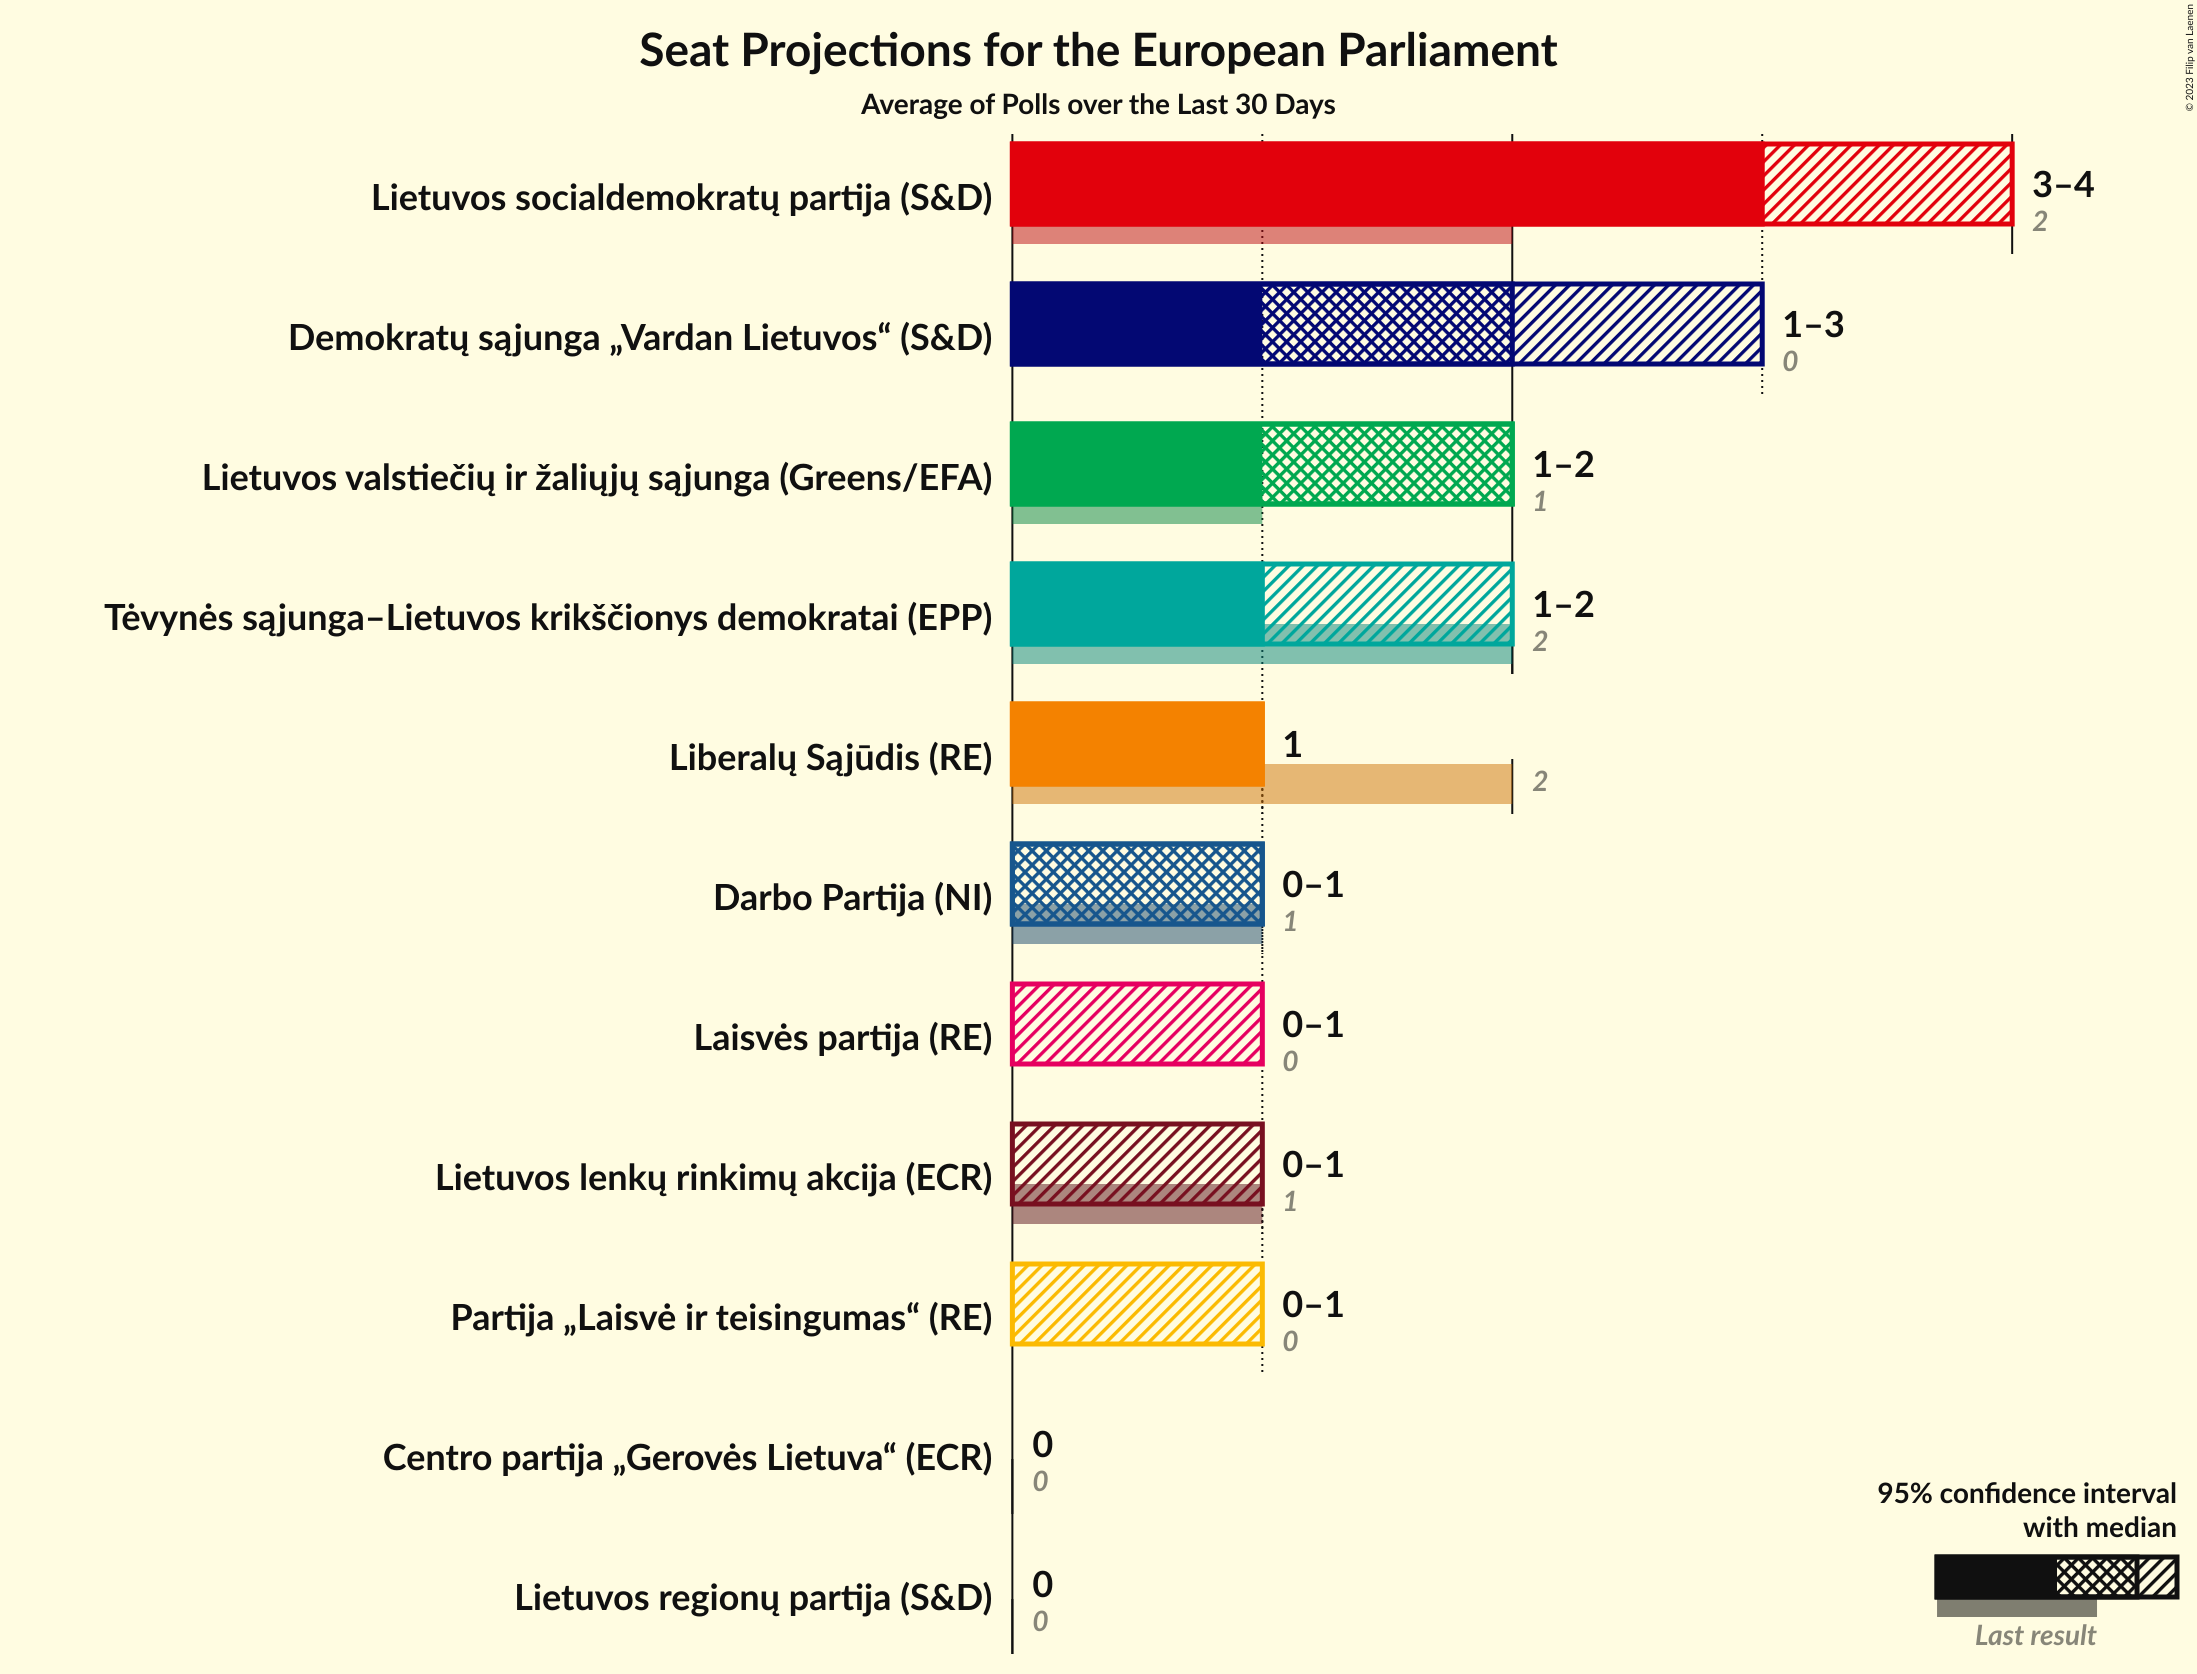 © 2023 Filip van Laenen
Seat Projections for the European Parliament
Average of Polls over the Last 30 Days
Lietuvos socialdemokratų partija (S&D)
3–4
2
Demokratų sąjunga „Vardan Lietuvos“ (S&D)
1–3
0
Lietuvos valstiečių ir žaliųjų sąjunga (Greens/EFA)
1–2
1
Tėvynės sąjunga–Lietuvos krikščionys demokratai (EPP)
1–2
2
Liberalų Sąjūdis (RE)
1
2
Darbo Partija (NI)
0–1
1
Laisvės partija (RE)
0–1
0
Lietuvos lenkų rinkimų akcija (ECR)
0–1
1
Partija „Laisvė ir teisingumas“ (RE)
0–1
0
Centro partija „Gerovės Lietuva“ (ECR)
0
0
Lietuvos regionų partija (S&D)
0
0
95% confidence interval
with median
Last result